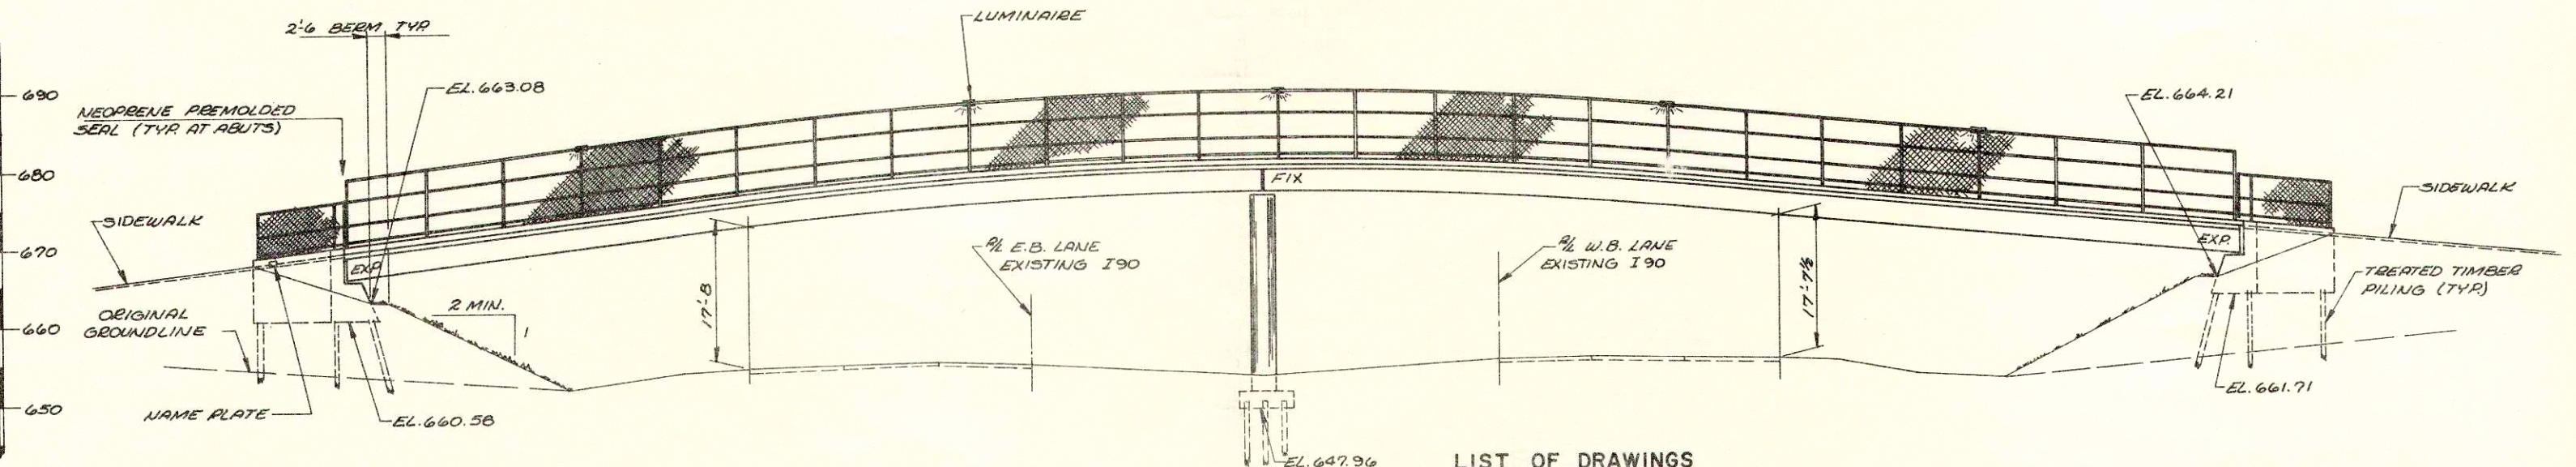 LUMINAIRE
2'-6 BERM TYP.
EL. 663.08
EL. 664.21
690
NEOPRENE PREMOLDED
SEAL (TYP. AT ABUTS)
680
FIX
SIDEWALK
SIDEWALK
670
EXP.
EXP.
P/L E.B. LANE
EXISTING I90
P/L W.B. LANE
EXISTING I90
17'-8
TREATED TIMBER
PILING (TYP.)
ORIGINAL
GROUNDLINE
2 MIN.
1
660
650
NAME PLATE
EL. 660.58
EL. 661.71
EL. 647.96
LIST OF DRAWINGS